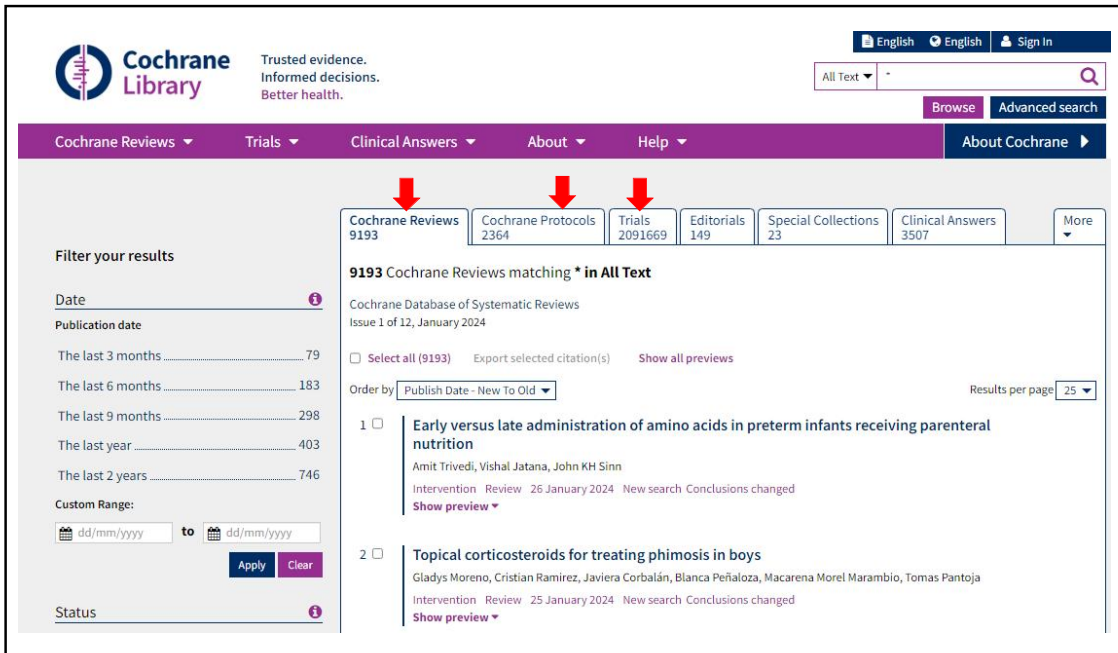 English English Sign In
Cochrane
Library
Trusted evidence.
Informed decisions.
Better health.
All Text
Browse Advanced search
Cochrane Reviews Trials Clinical Answers About Help About Cochrane
Cochrane Reviews Cochrane Protocols Trials Editorials Special Collections Clinical Answers More
9193 2364 2091669 149 23 3507
Filter your results
9193 Cochrane Reviews matching * in All Text
Date
Cochrane Database of Systematic Reviews
Issue 1 of 12, January 2024
Publication date
The last 3 months 79
Select all (9193) Export selected citation(s) Show all previews
The last 6 months 183
Order by Publish Date - New To Old Results per page 25
The last 9 months 298
The last year 403
The last 2 years 746
Custom Range:
dd/mm/yyyy to dd/mm/yyyy
Apply Clear
Status
1 Early versus late administration of amino acids in preterm infants receiving parenteral
nutrition
Amit Trivedi, Vishal Jatana, John KH Sinn
Intervention Review 26 January 2024 New search Conclusions changed
Show preview
2 Topical corticosteroids for treating phimosis in boys
Gladys Moreno, Cristian Ramirez, Javiera Corbalán, Blanca Peñaloza, Macarena Morel Marambio, Tomas Pantoja
Intervention Review 25 January 2024 New search Conclusions changed
Show preview